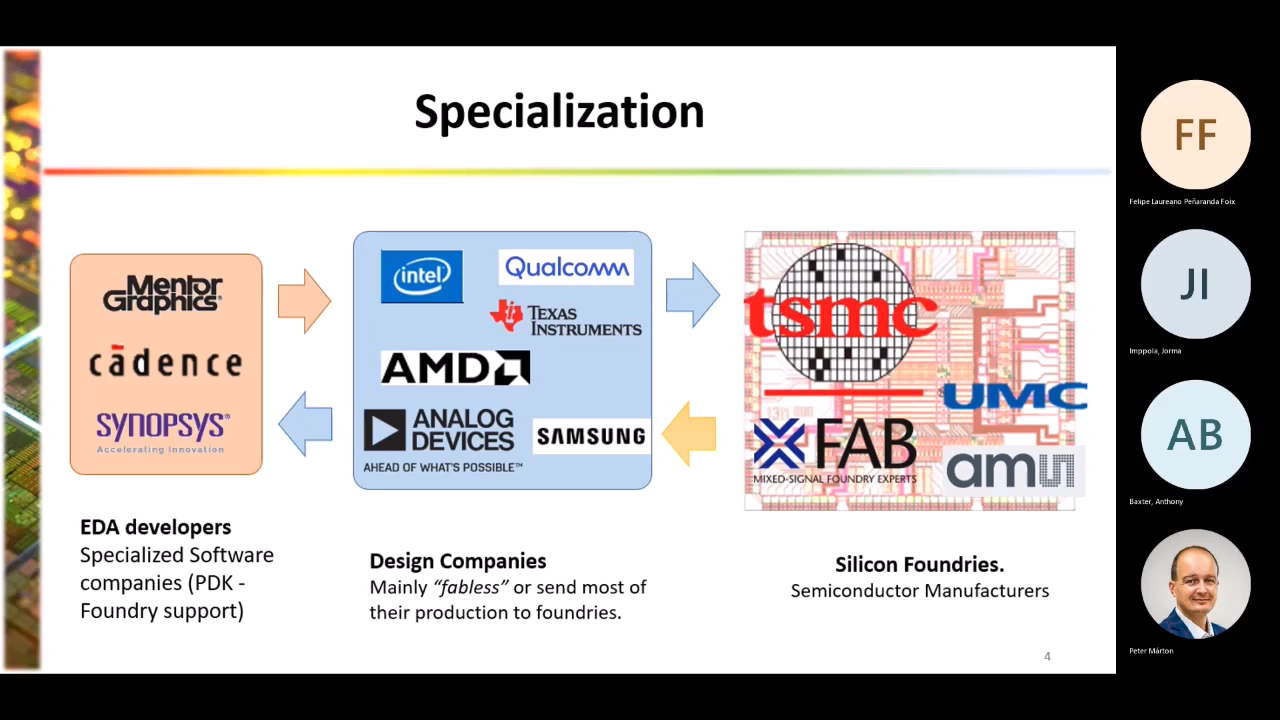 Specialization
Mentor
Graphics®
cādence
SYNOPSYS®
Accelerating Innovation
EDA developers
Specialized Software
companies (PDK -
Foundry support)
intel
Qualcomm
TEXAS
INSTRUMENTS
AMD
ANALOG
DEVICES
AHEAD OF WHAT'S POSSIBLE™
SAMSUNG
Design Companies
Mainly “fabless” or send most of
their production to foundries.
tsmc
UMC
XFAB
MIXED-SIGNAL FOUNDRY EXPERTS
amu
Silicon Foundries.
Semiconductor Manufacturers
4
FF
Felipe Laureano Peñaranda Foix
JI
Imppola, Jorma
AB
Baxter, Anthony
Peter Márton